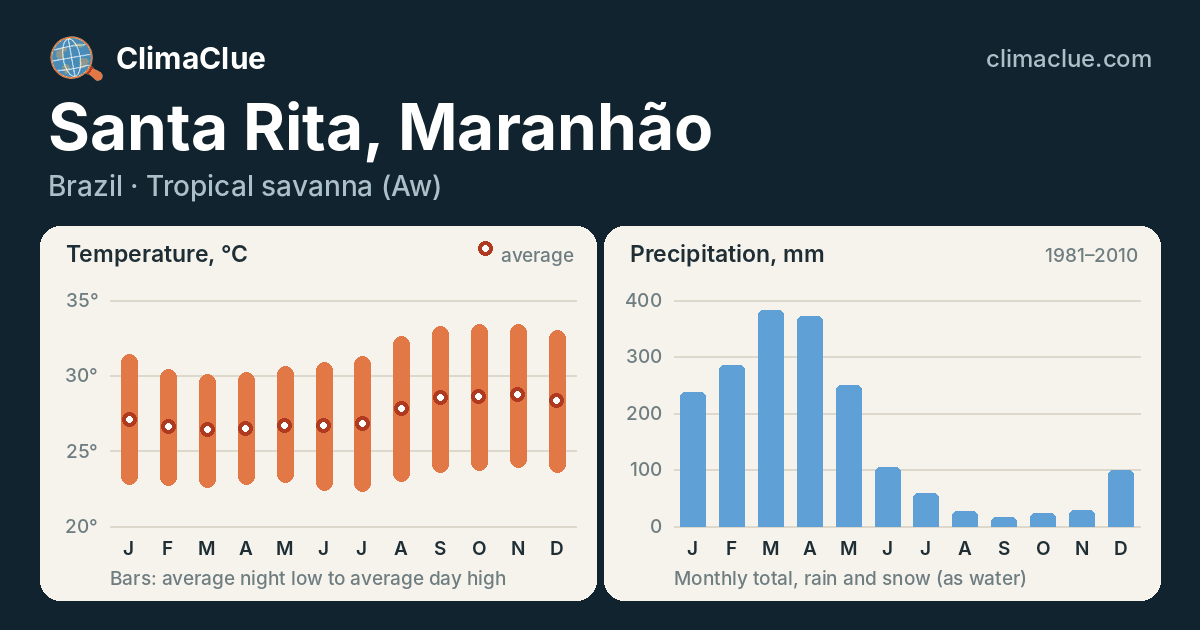 ClimaClue
climaclue.com
Santa Rita, Maranhão
Brazil · Tropical savanna (Aw)
Temperature, °C
average
35°
30°
25°
20°
J F M A M J J A S O N D
Bars: average night low to average day high
Precipitation, mm
1981–2010
400
300
200
100
0
J F M A M J J A S O N D
Monthly total, rain and snow (as water)